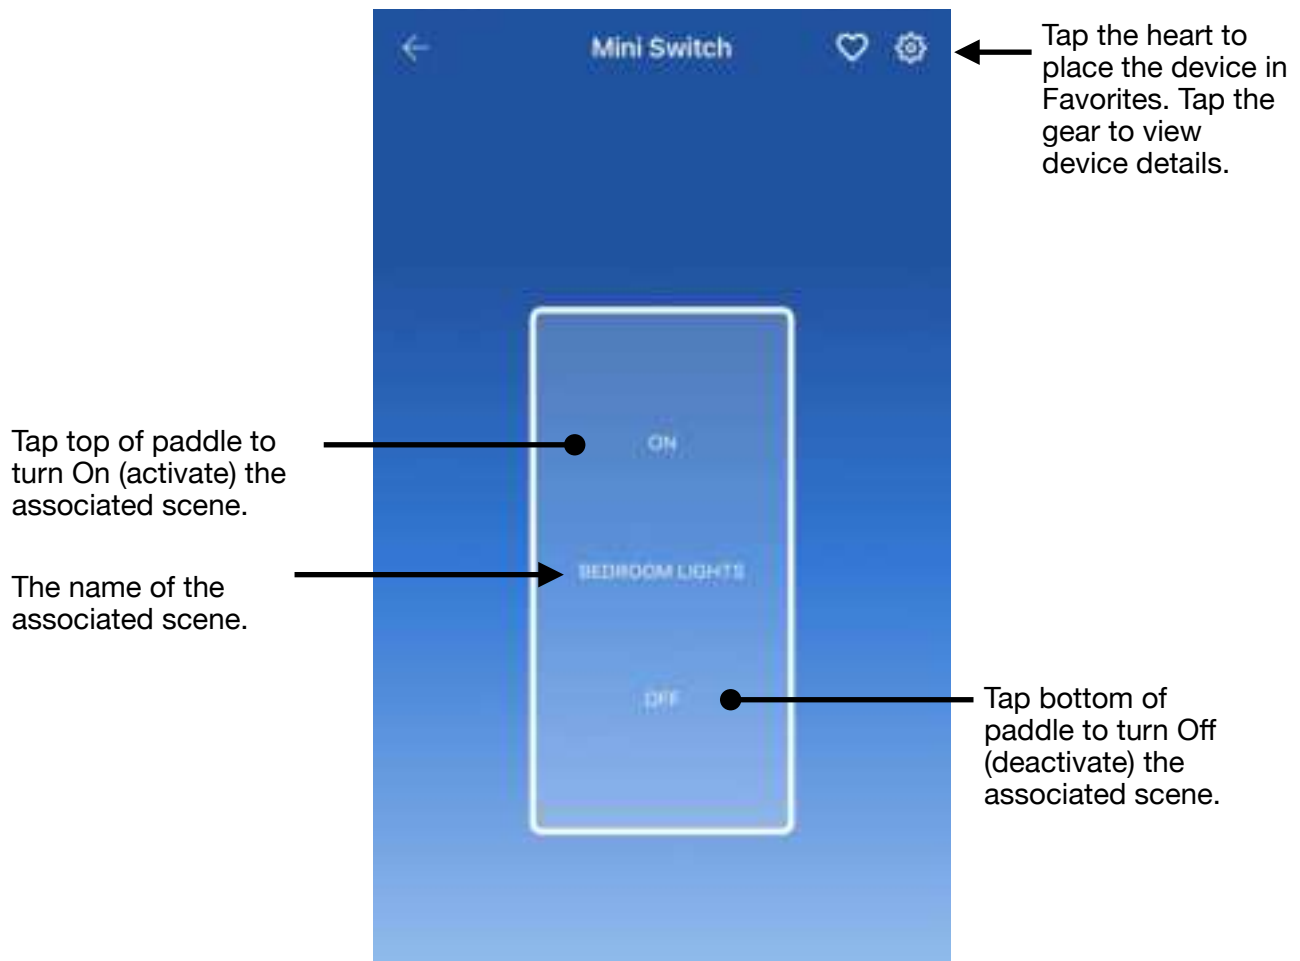 Mini Switch
Tap the heart to
place the device in
Favorites. Tap the
gear to view
device details.
Tap top of paddle to
turn On (activate) the
associated scene.
ON
The name of the
associated scene.
BEDROOM LIGHTS
OFF
Tap bottom of
paddle to turn Off
(deactivate) the
associated scene.